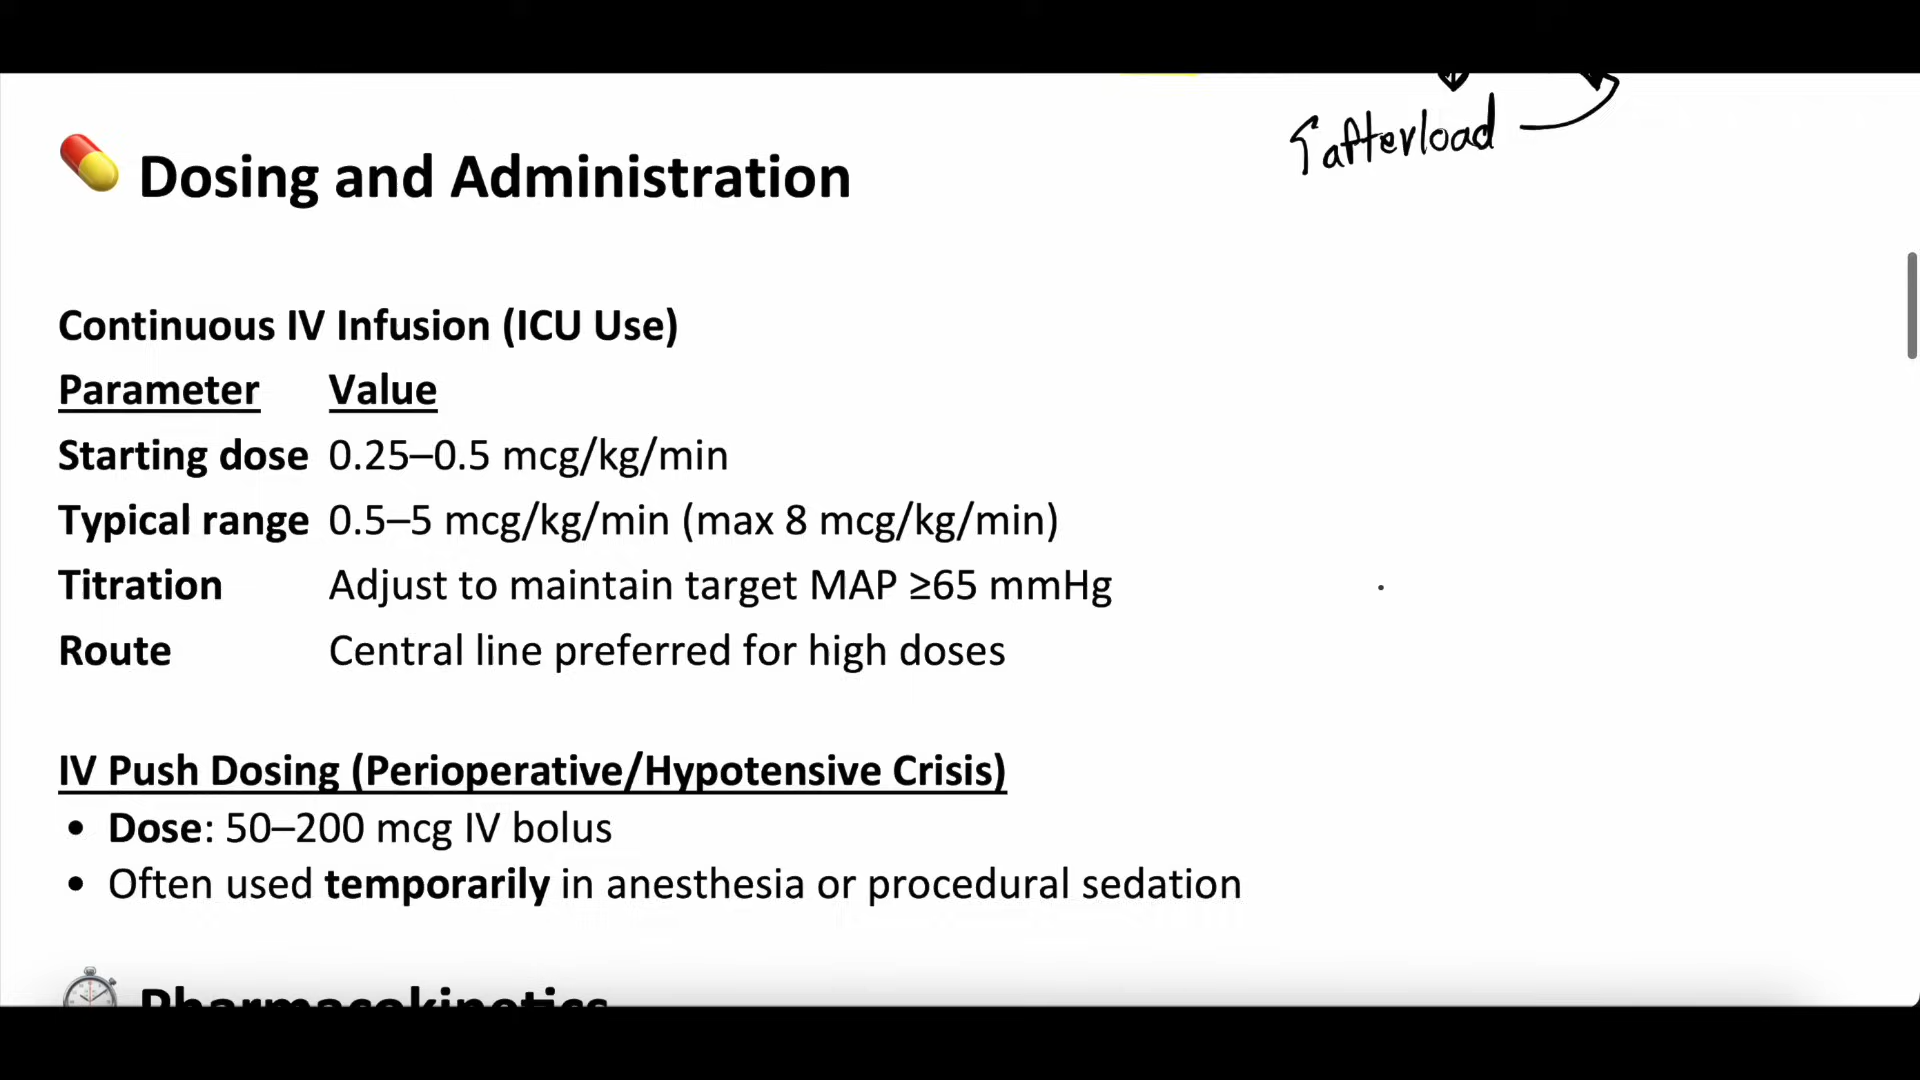 ↑afterload
Dosing and Administration
Continuous IV Infusion (ICU Use)
Parameter Value
Starting dose 0.25–0.5 mcg/kg/min
Typical range 0.5–5 mcg/kg/min (max 8 mcg/kg/min)
Titration Adjust to maintain target MAP ≥65 mmHg
Route Central line preferred for high doses
IV Push Dosing (Perioperative/Hypotensive Crisis)
• Dose: 50–200 mcg IV bolus
• Often used temporarily in anesthesia or procedural sedation
Pharmacokinetics